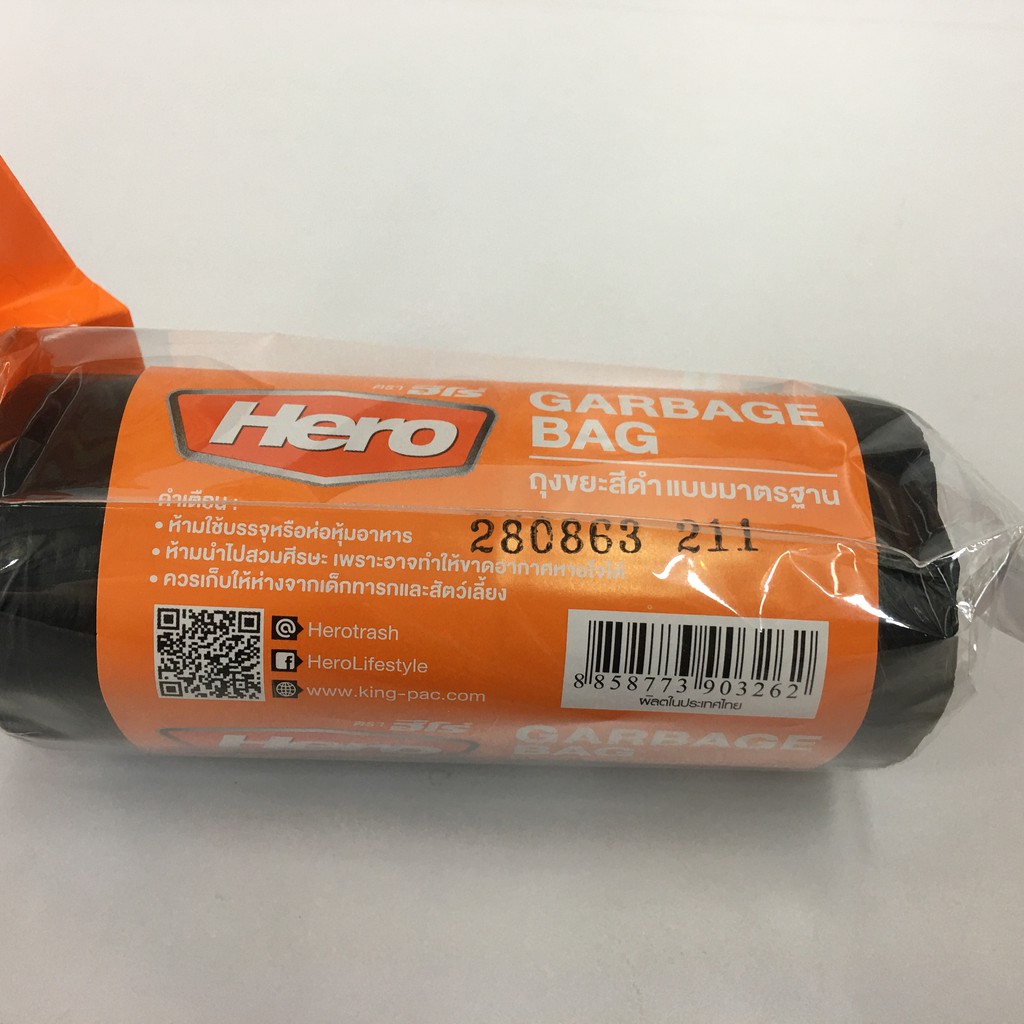 ตรา ฮีโร่
Hero
GARBAGE
BAG
ถุงขยะสีดำ แบบมาตรฐาน
คำเตือน :
• ห้ามใช้บรรจุหรือห่อหุ้มอาหาร
• ห้ามนำไปสวมศีรษะ เพราะอาจทำให้ขาดอากาศหายใจได้
• ควรเก็บให้ห่างจากเด็กทารกและสัตว์เลี้ยง
280863 211
Herotrash
HeroLifestyle
www.king-pac.com
8 858773 903262
ผลิตในประเทศไทย
ตรา ฮีโร่
Hero
GARBAGE
BAG